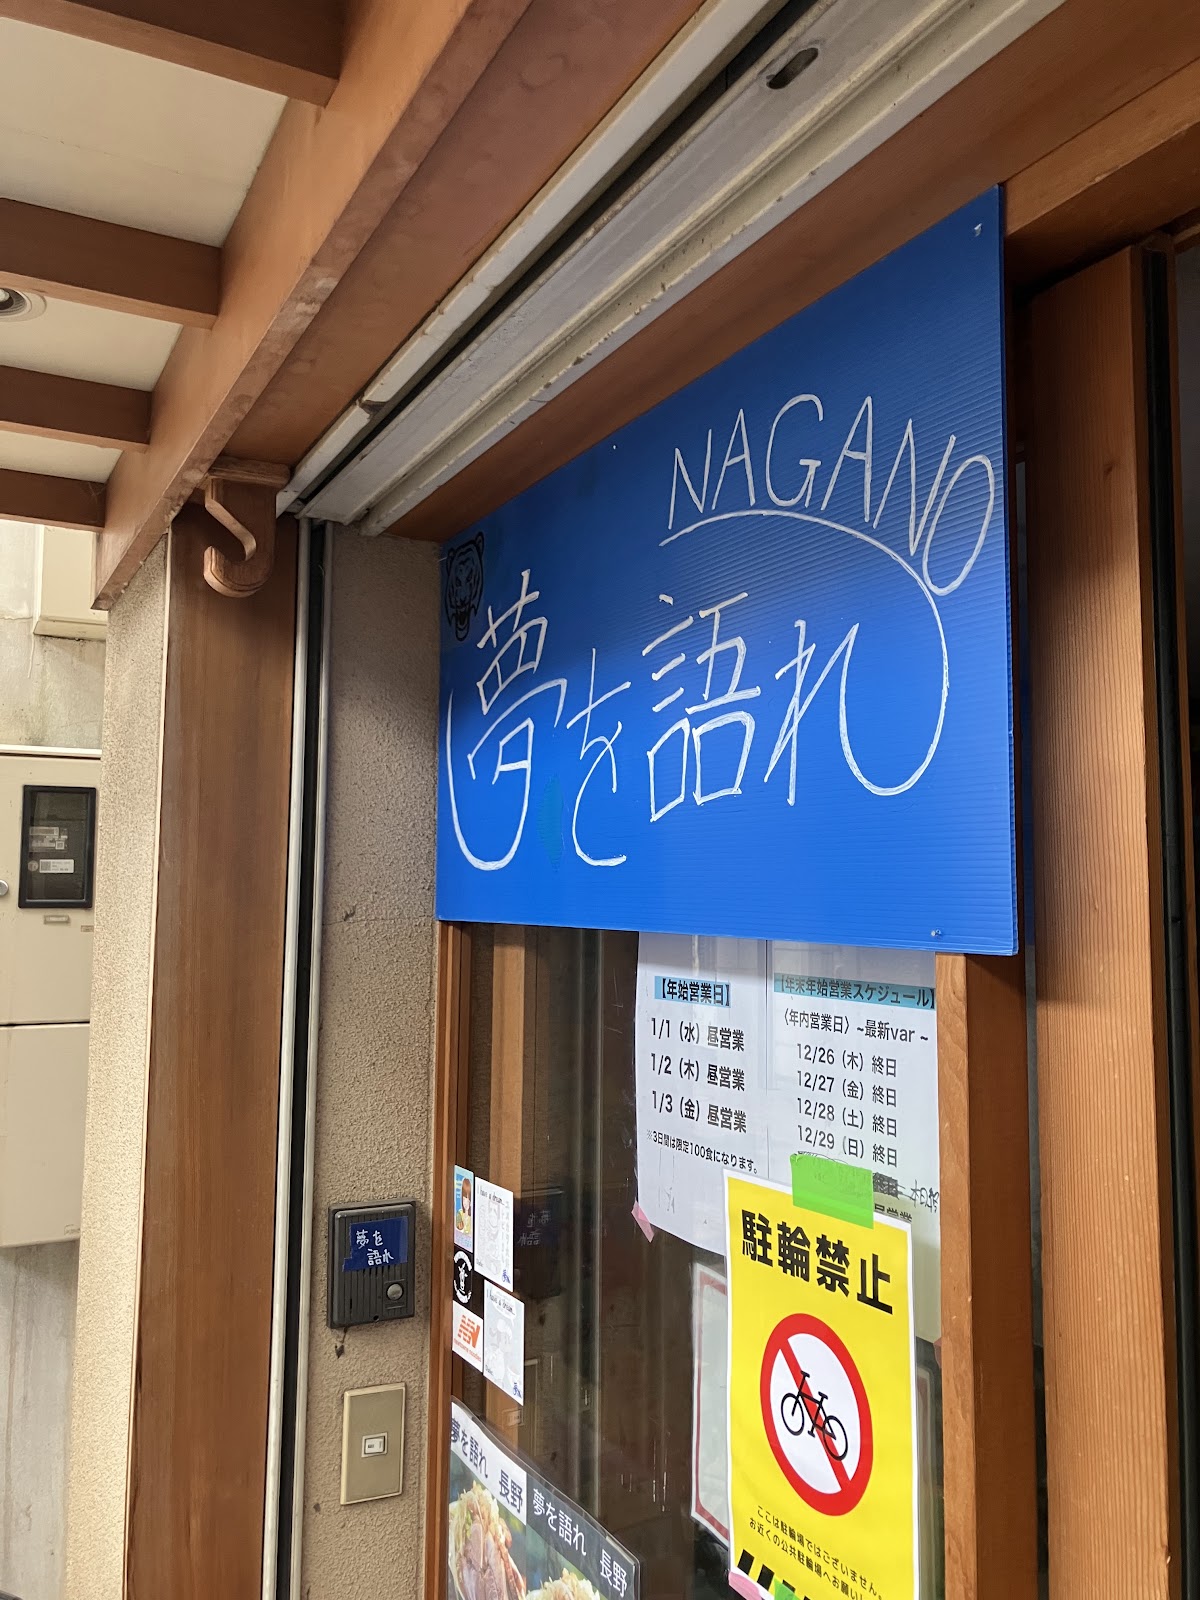 NAGANO
夢を語れ
【年始営業日】
1/1（水）昼営業
1/2（木）昼営業
1/3（金）昼営業
※3日間は限定100食になります。
【年末年始営業スケジュール】
〈年内営業日〉~最新var ~
12/26（木）終日
12/27（金）終日
12/28（土）終日
12/29（日）終日
駐輪禁止
ここは駐輪場ではございません。
お近くの公共駐輪場へお願いし
夢を
語れ
I have a dream
I have a dream
夢を語れ 長野
夢を語れ 長野